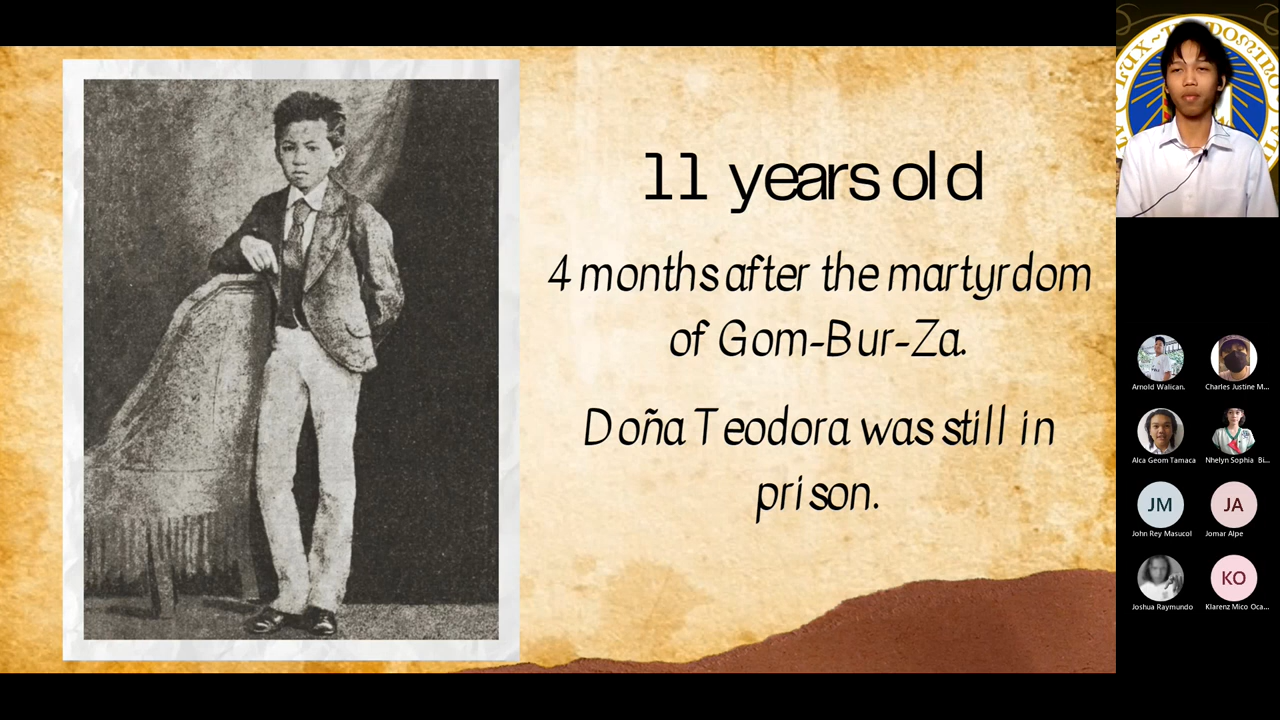 11 years old
4 months after the martyrdom
of Gom-Bur-Za.
Doña Teodora was still in
prison.
Arnold Walican.
Charles Justine M...
Alca Geom Tamaca
Nhelyn Sophia Bi...
JM
John Rey Masucol
JA
Jomar Alpe
Joshua Raymundo
KO
Klarenz Mico Oca...